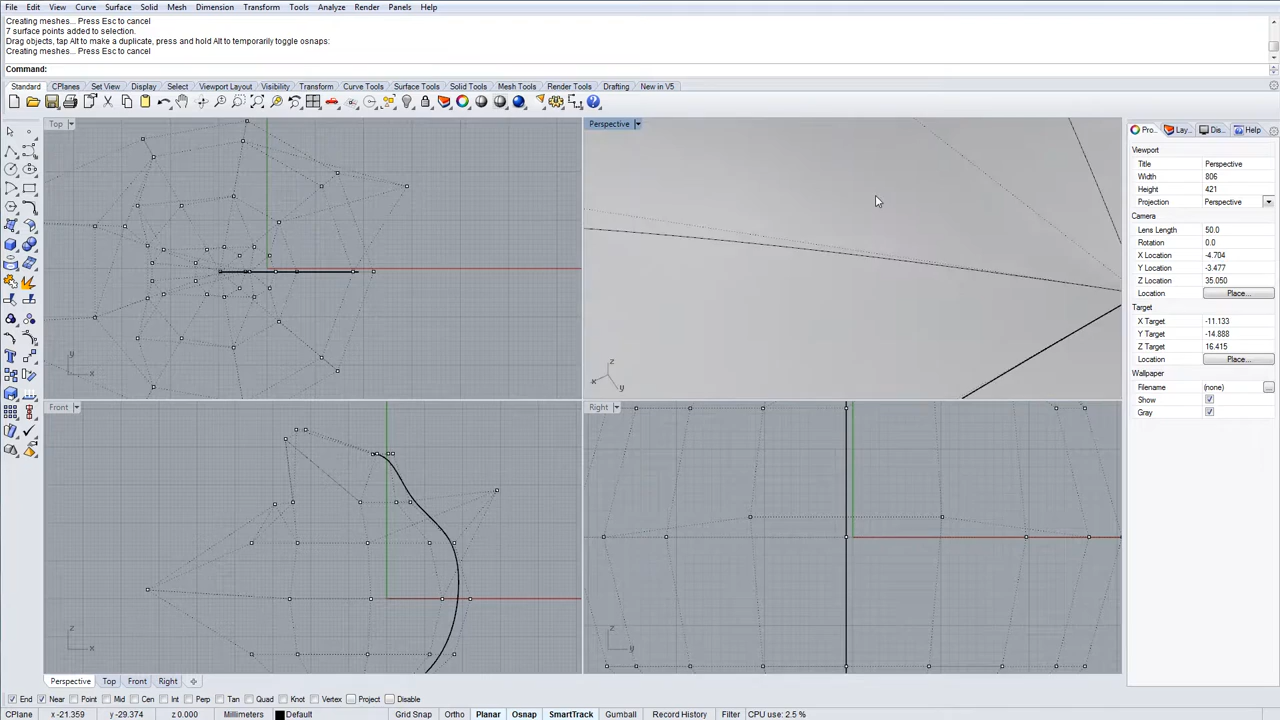 File Edit View Curve Surface Solid Mesh Dimension Transform Tools Analyze Render Panels Help
Creating meshes... Press Esc to cancel
7 surface points added to selection.
Drag objects, tap Alt to make a duplicate, press and hold Alt to temporarily toggle osnaps:
Creating meshes... Press Esc to cancel
Command:
Standard CPlanes Set View Display Select Viewport Layout Visibility Transform Curve Tools Surface Tools Solid Tools Mesh Tools Render Tools Drafting New in V5
Top
Perspective
Pro... Lay... Dis... Help
Viewport
Title Perspective
Width 806
Height 421
Projection Perspective
Camera
Lens Length 50.0
Rotation 0.0
X Location -4.704
Y Location -3.477
Z Location 35.050
Location Place...
Target
X Target -11.133
Y Target -14.888
Z Target 16.415
Location Place...
Wallpaper
Filename (none) ...
Show
Gray
y
x
z
x
y
Front
Right
z
x
z
y
Perspective Top Front Right
End Near Point Mid Cen Int Perp Tan Quad Knot Vertex Project Disable
CPlane x -21.359 y -29.374 z 0.000 Millimeters Default Grid Snap Ortho Planar Osnap SmartTrack Gumball Record History Filter CPU use: 2.5 %